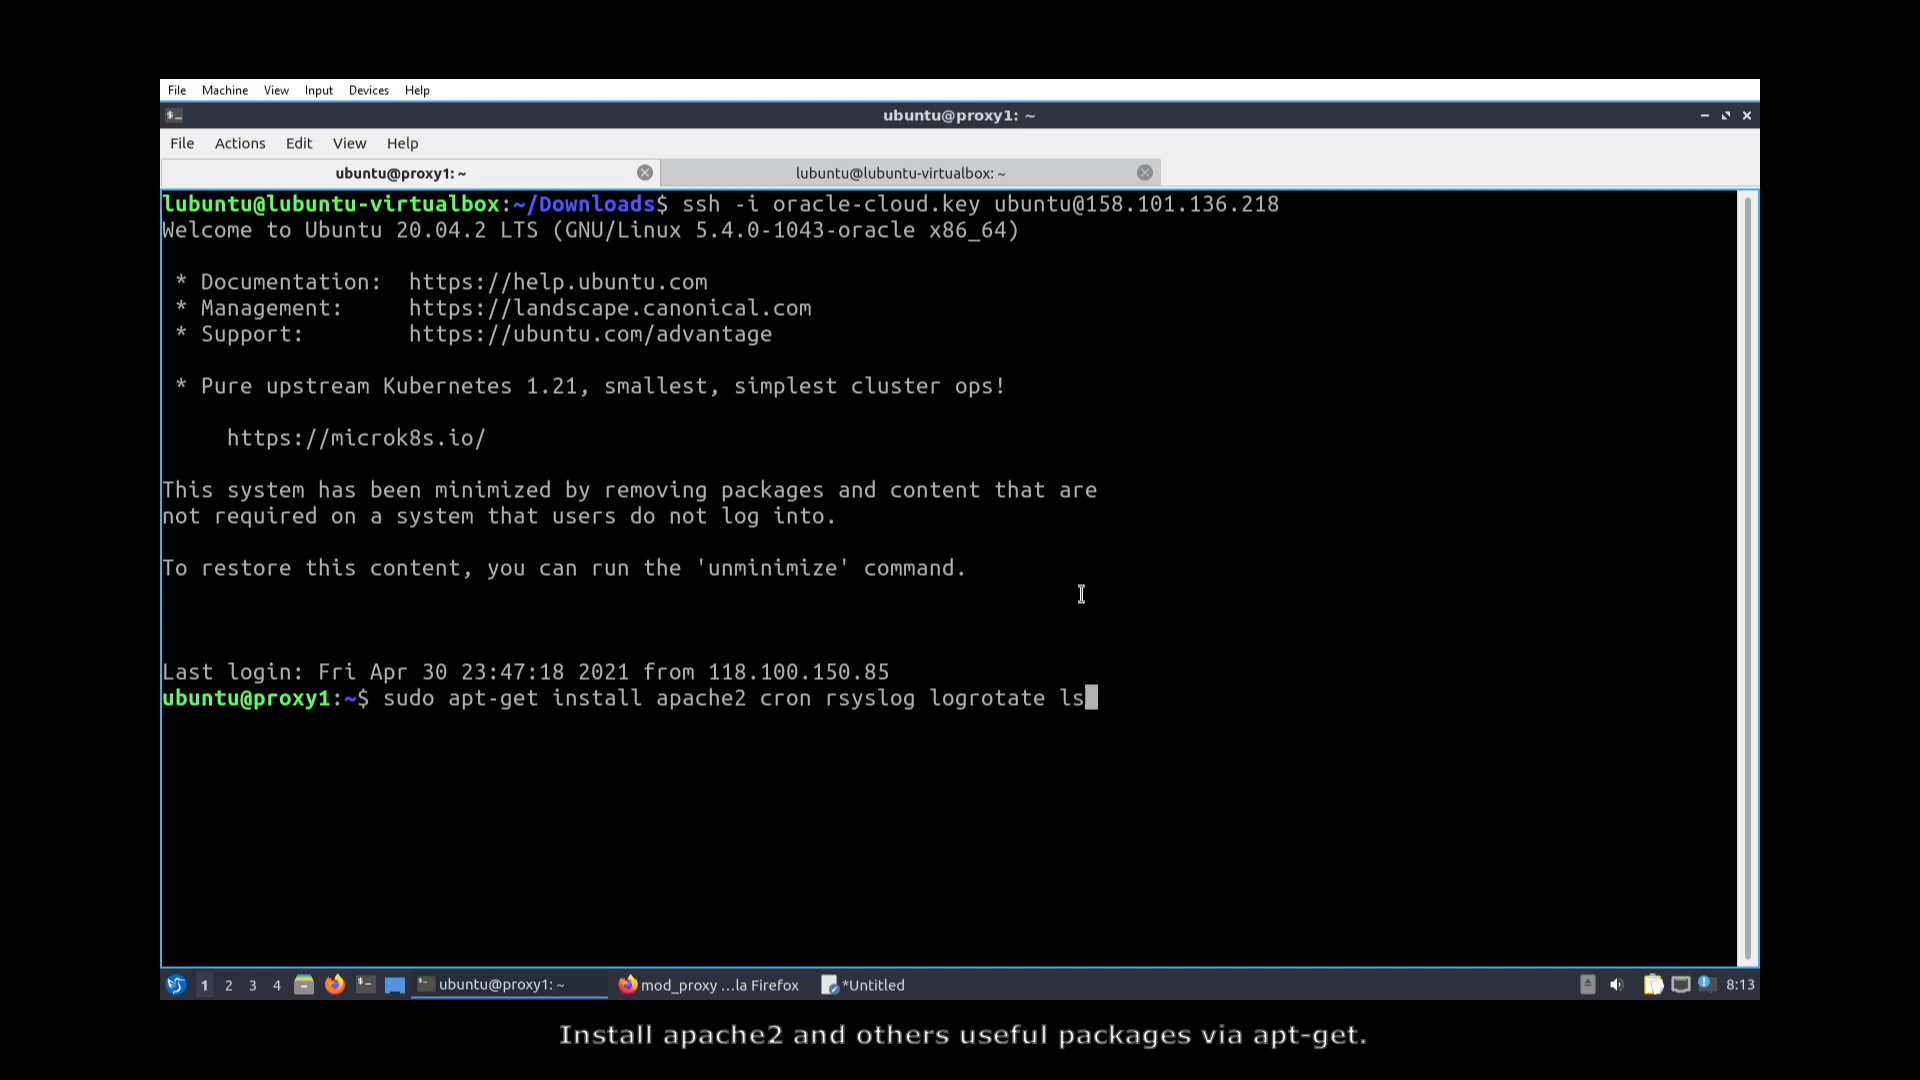 File Machine View Input Devices Help
ubuntu@proxy1: ~
File Actions Edit View Help
ubuntu@proxy1: ~ lubuntu@lubuntu-virtualbox: ~
lubuntu@lubuntu-virtualbox:~/Downloads$ ssh -i oracle-cloud.key ubuntu@158.101.136.218
Welcome to Ubuntu 20.04.2 LTS (GNU/Linux 5.4.0-1043-oracle x86_64)
* Documentation: https://help.ubuntu.com
* Management: https://landscape.canonical.com
* Support: https://ubuntu.com/advantage
* Pure upstream Kubernetes 1.21, smallest, simplest cluster ops!
https://microk8s.io/
This system has been minimized by removing packages and content that are
not required on a system that users do not log into.
To restore this content, you can run the 'unminimize' command.
Last login: Fri Apr 30 23:47:18 2021 from 118.100.150.85
ubuntu@proxy1:~$ sudo apt-get install apache2 cron rsyslog logrotate ls
1 2 3 4 ubuntu@proxy1: ~ mod_proxy ...la Firefox *Untitled 8:13
Install apache2 and others useful packages via apt-get.